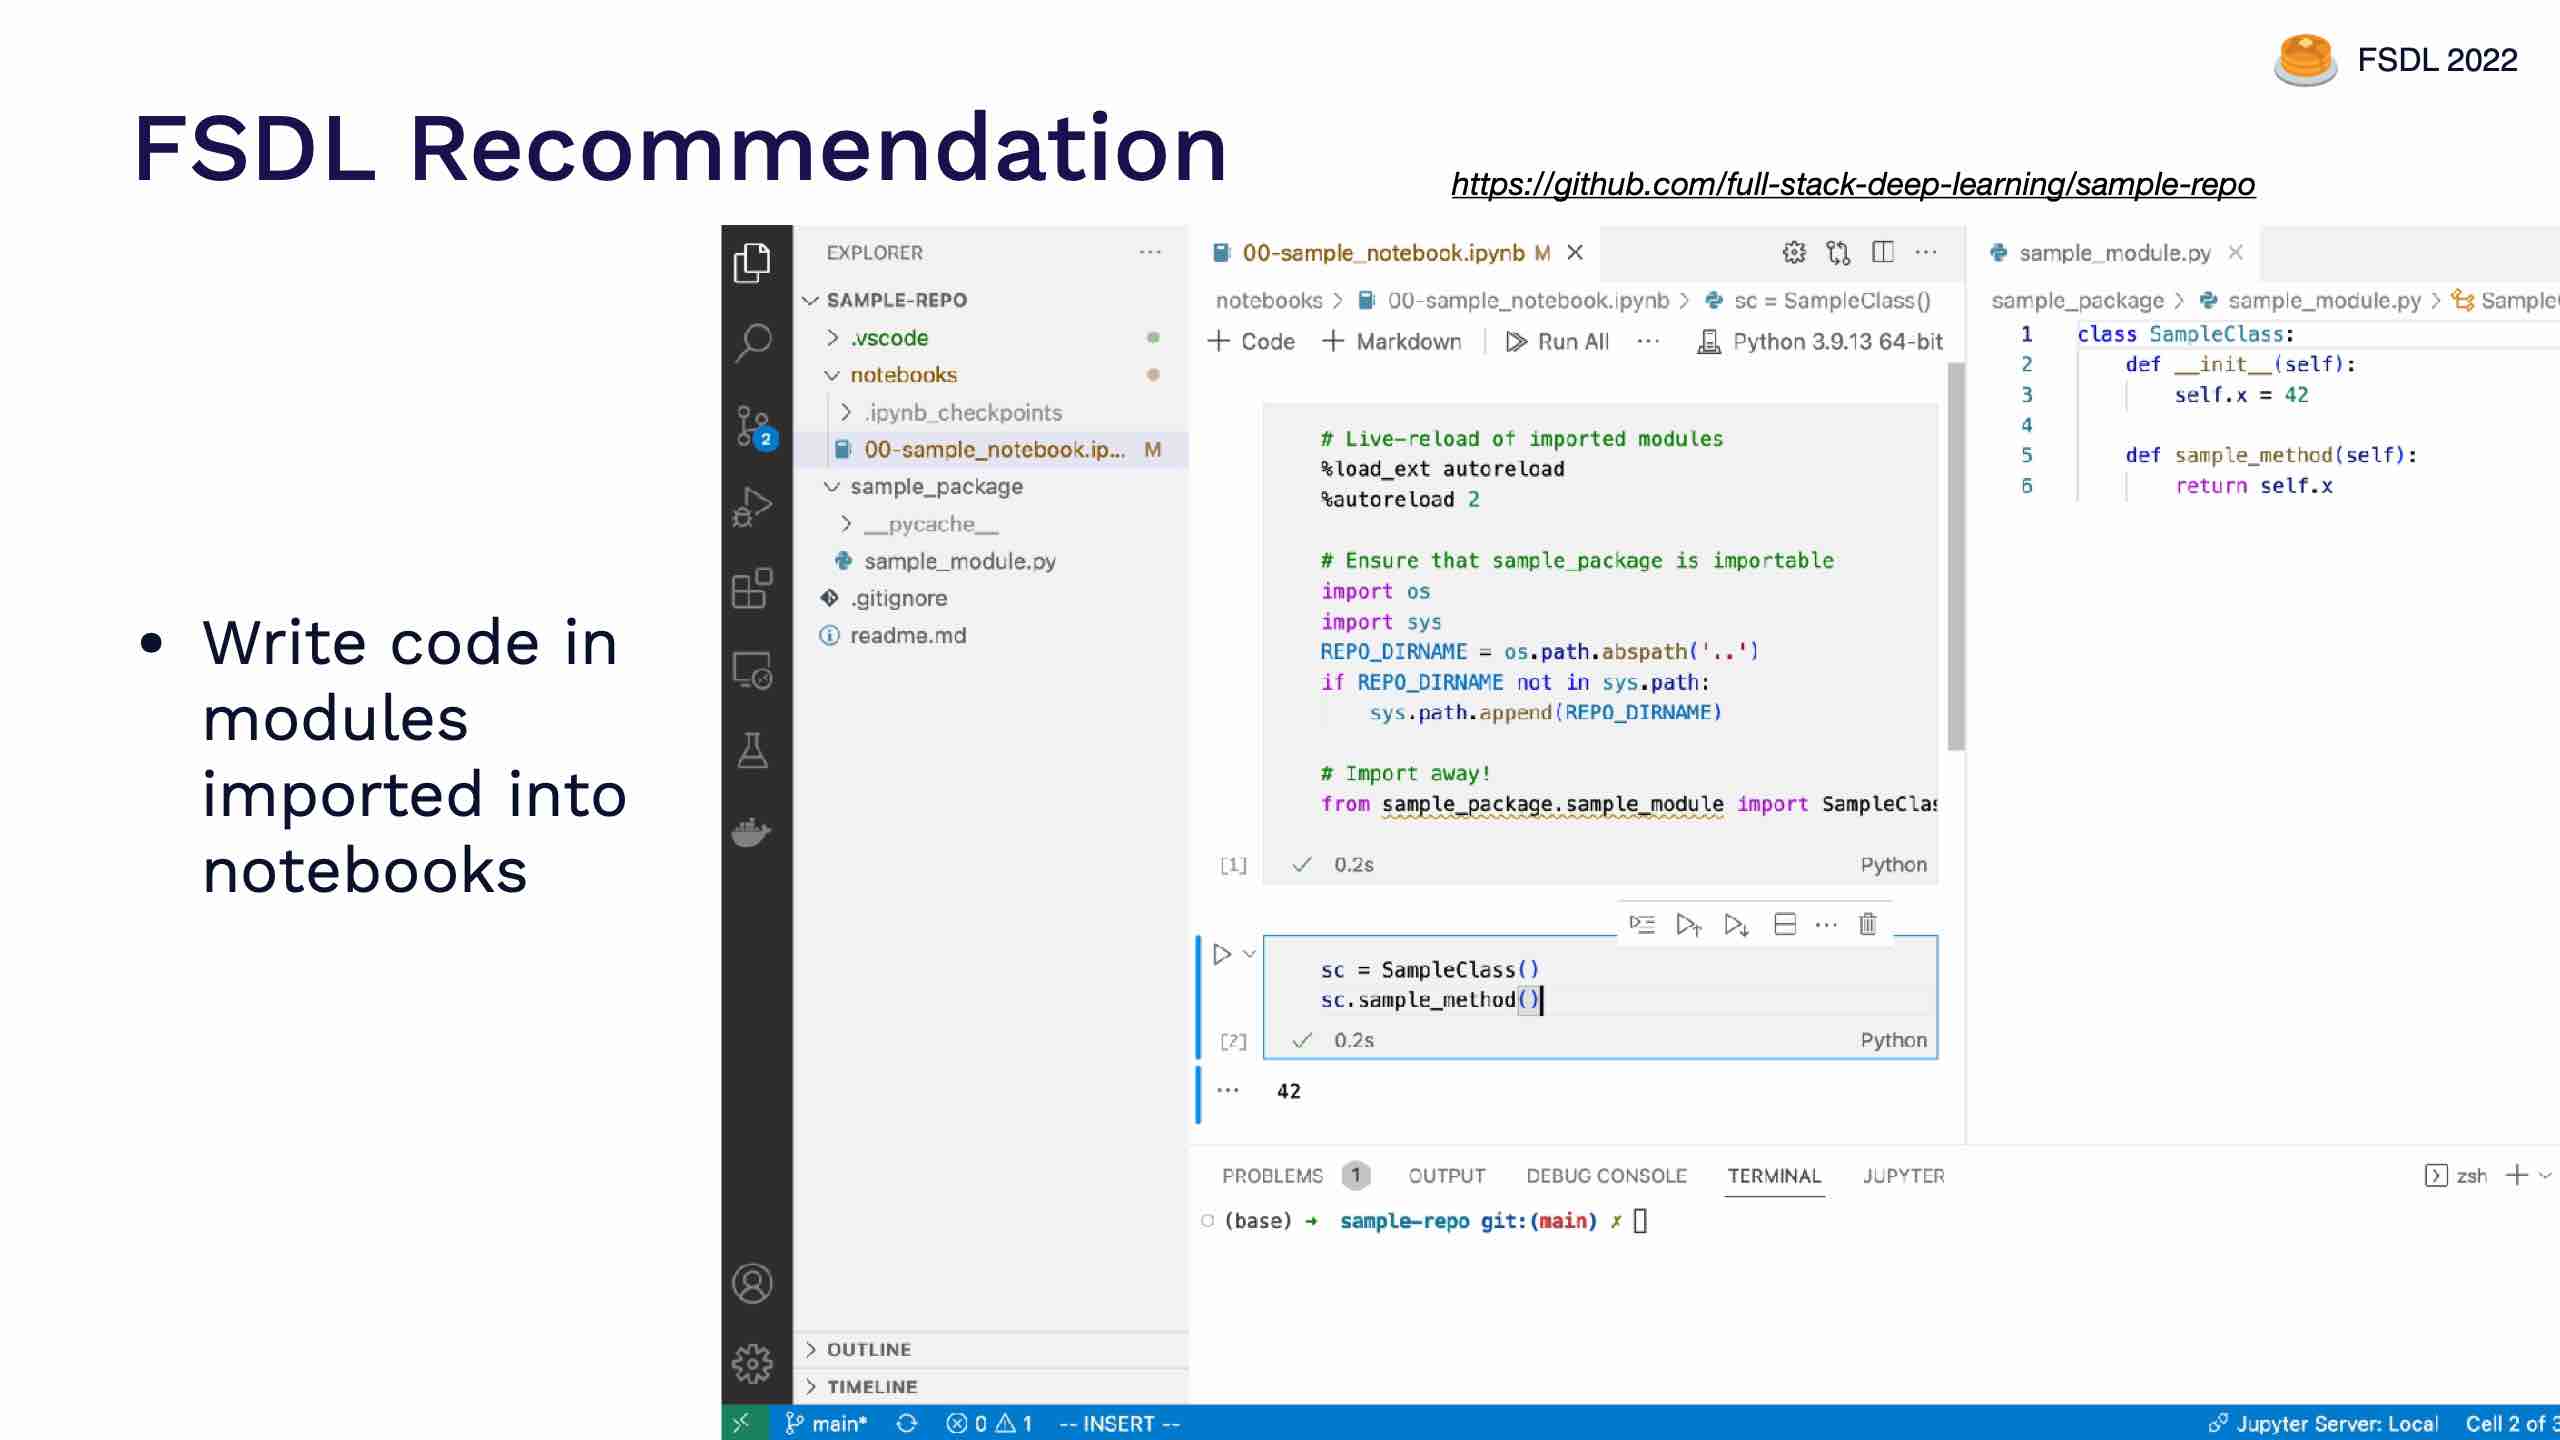 FSDL 2022
FSDL Recommendation
https://github.com/full-stack-deep-learning/sample-repo
• Write code in
modules
imported into
notebooks
EXPLORER
SAMPLE-REPO
.vscode
notebooks
.ipynb_checkpoints
00-sample_notebook.ip... M
sample_package
__pycache__
sample_module.py
.gitignore
readme.md
OUTLINE
TIMELINE
2
00-sample_notebook.ipynb M
notebooks > 00-sample_notebook.ipynb > sc = SampleClass()
+ Code + Markdown Run All ... Python 3.9.13 64-bit
# Live-reload of imported modules
%load_ext autoreload
%autoreload 2
# Ensure that sample_package is importable
import os
import sys
REPO_DIRNAME = os.path.abspath('..')
if REPO_DIRNAME not in sys.path:
sys.path.append(REPO_DIRNAME)
# Import away!
from sample_package.sample_module import SampleClas
[1] ✓ 0.2s Python
sc = SampleClass()
sc.sample_method()
[2] ✓ 0.2s Python
42
sample_module.py
sample_package > sample_module.py > Sample
1 class SampleClass:
2 def __init__(self):
3 self.x = 42
4
5 def sample_method(self):
6 return self.x
PROBLEMS 1 OUTPUT DEBUG CONSOLE TERMINAL JUPYTER
zsh
(base) → sample-repo git:(main) ✗
main* 0 1 -- INSERT --
Jupyter Server: Local Cell 2 of 3